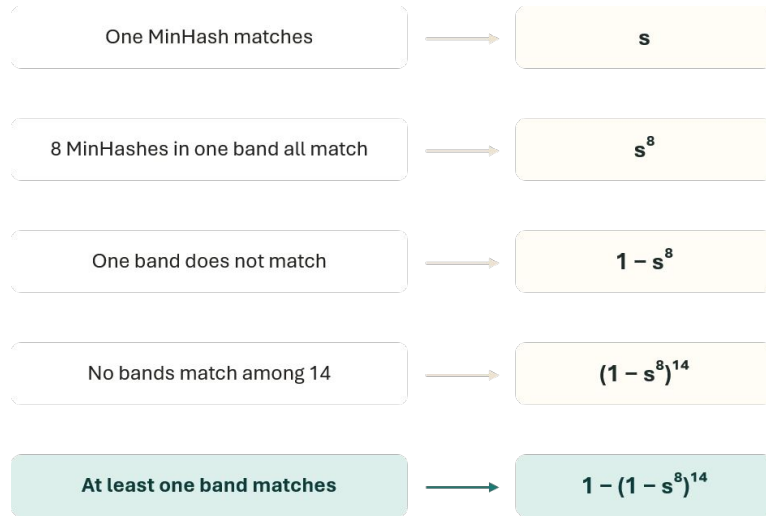 One MinHash matches
s
8 MinHashes in one band all match
s⁸
One band does not match
1 – s⁸
No bands match among 14
(1 – s⁸)¹⁴
At least one band matches
1 – (1 – s⁸)¹⁴